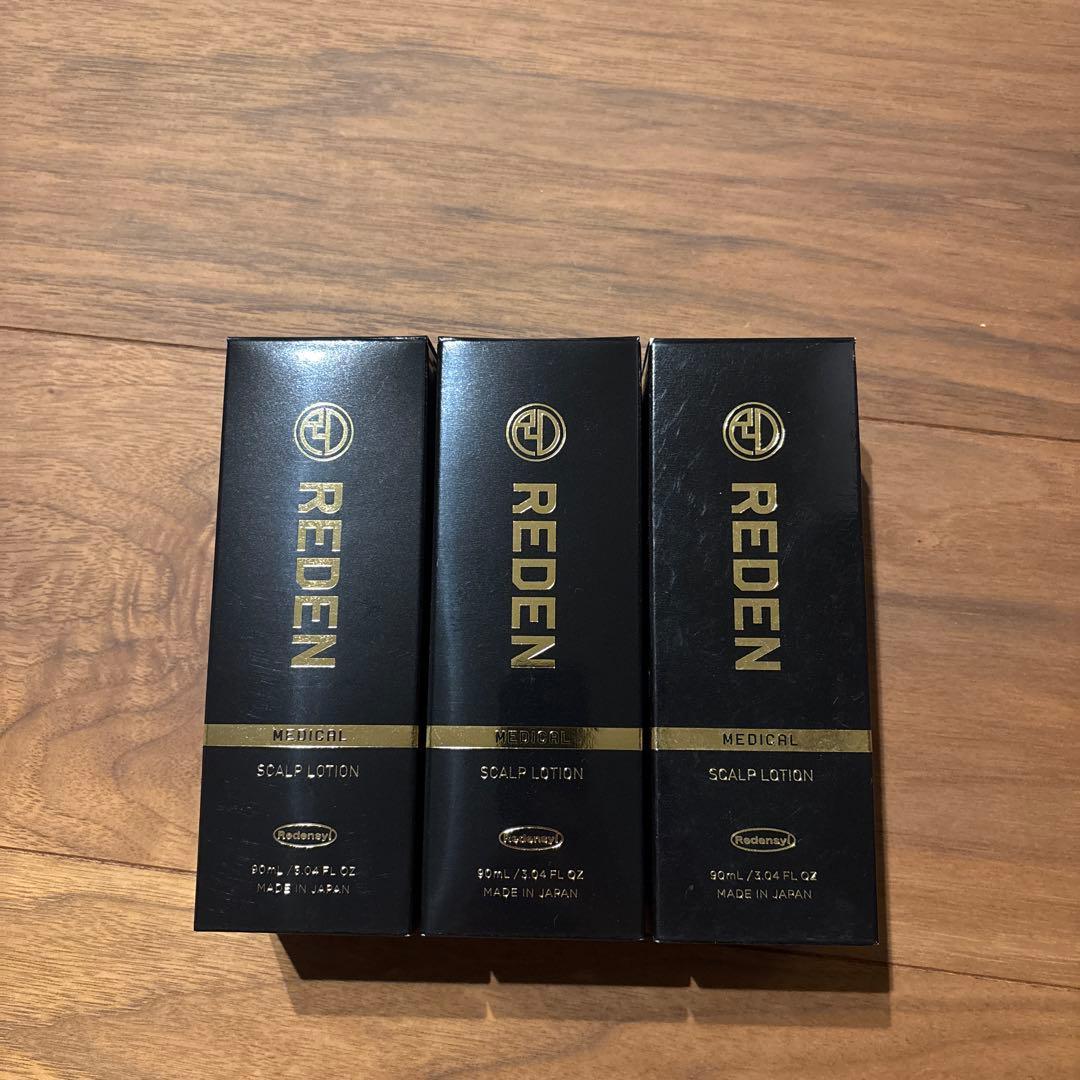 REDEN
MEDICAL
SCALP LOTION
Redensyl
90mL / 3.04 FL OZ
MADE IN JAPAN
REDEN
MEDICAL
SCALP LOTION
Redensyl
90mL / 3.04 FL OZ
MADE IN JAPAN
REDEN
MEDICAL
SCALP LOTION
Redensyl
90mL / 3.04 FL OZ
MADE IN JAPAN